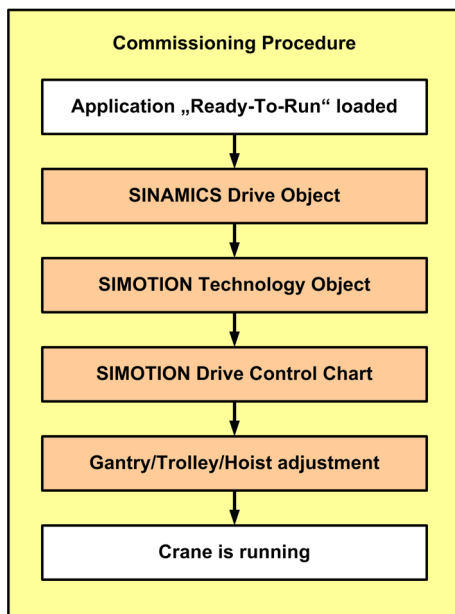 Commissioning Procedure
Application „Ready-To-Run“ loaded
SINAMICS Drive Object
SIMOTION Technology Object
SIMOTION Drive Control Chart
Gantry/Trolley/Hoist adjustment
Crane is running